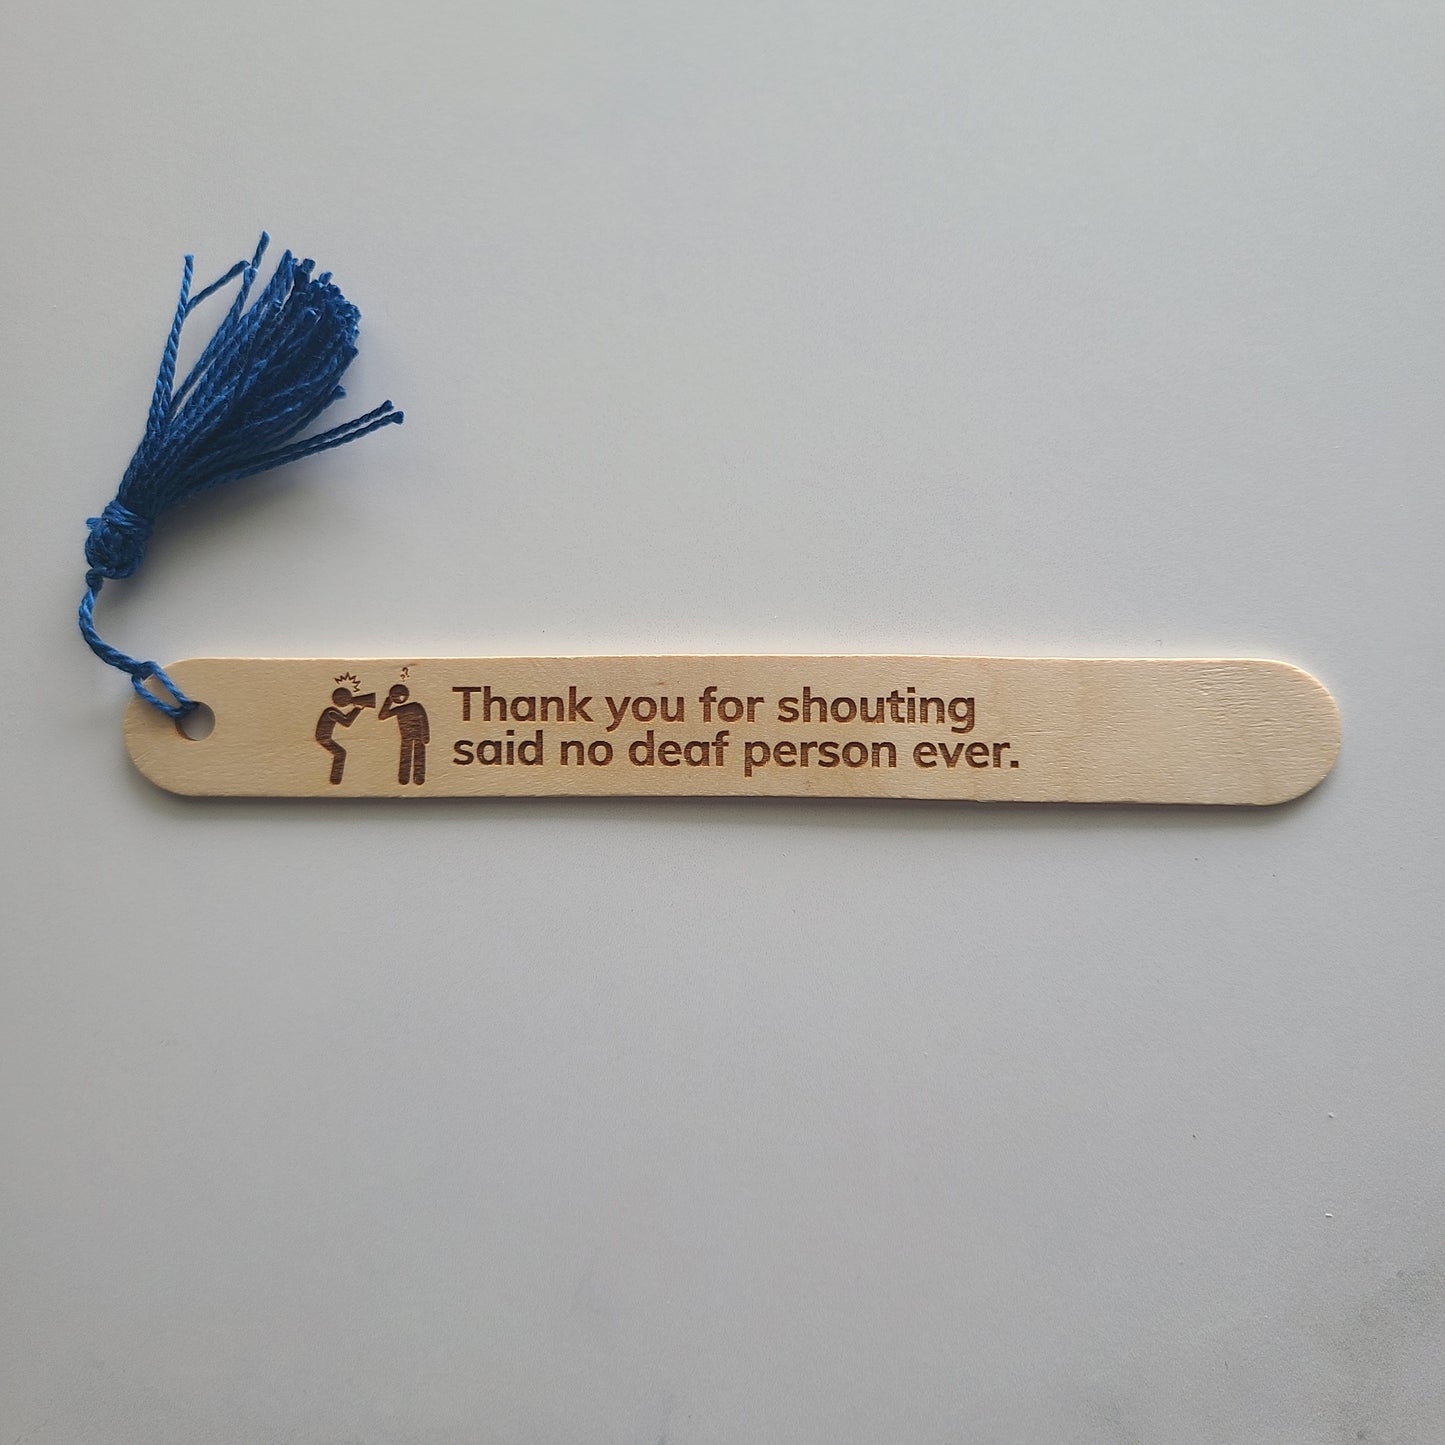 Thank you for shouting
said no deaf person ever.